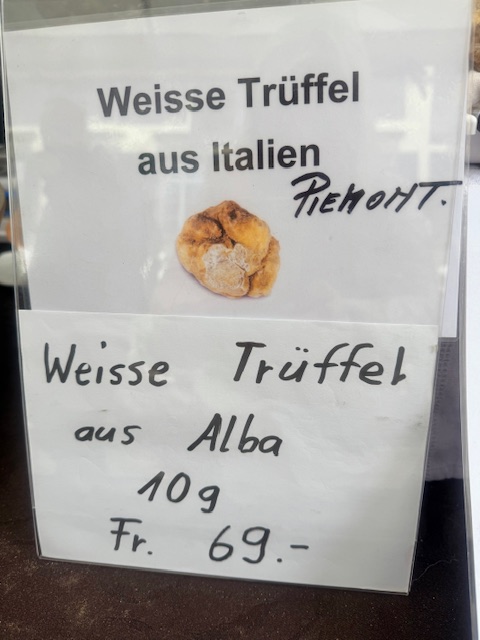 Weisse Trüffel
aus Italien
PIEMONT.
Weisse Trüffel
aus Alba
10g
Fr. 69.-